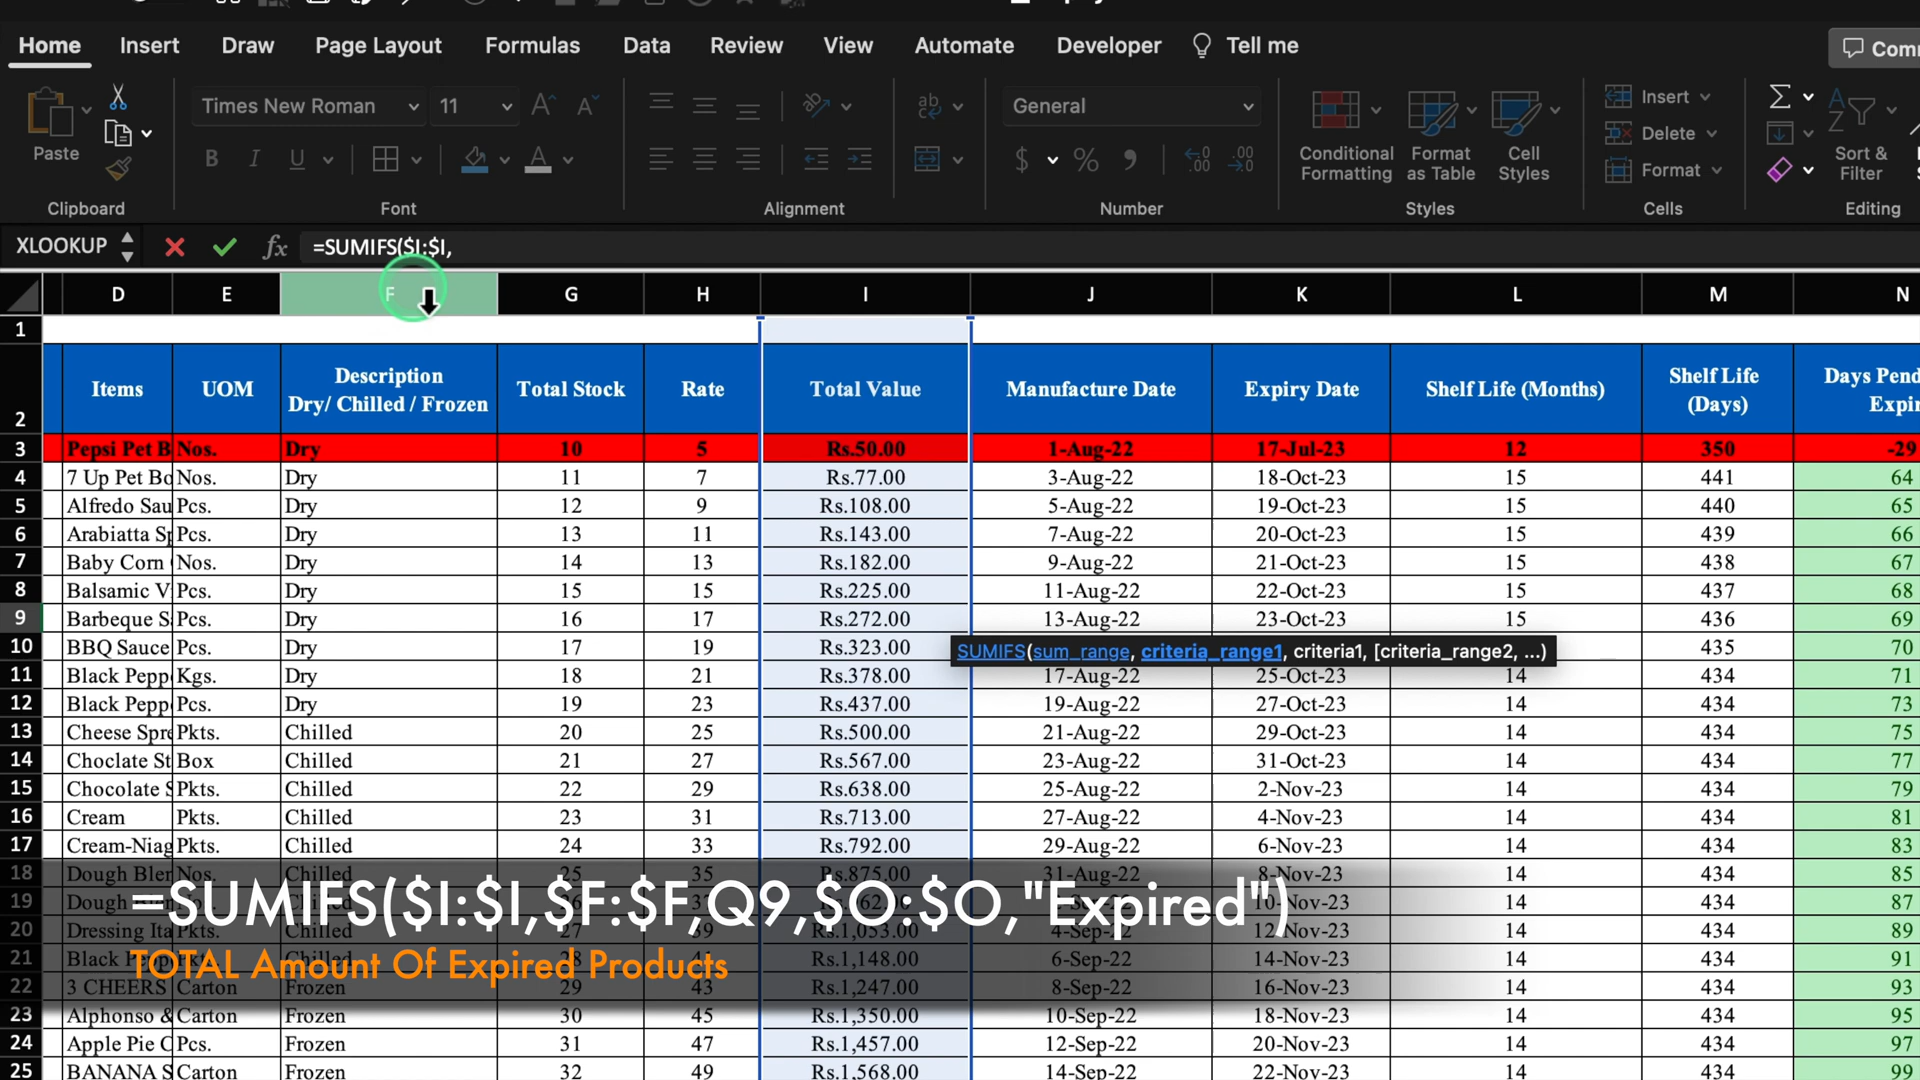 Home Insert Draw Page Layout Formulas Data Review View Automate Developer Tell me
Paste
Clipboard
Times New Roman 11
B I U
Font
Alignment
General
$ %
Number
Conditional Formatting
Format as Table
Cell Styles
Styles
Insert
Delete
Format
Cells
Sort & Filter
Editing
XLOOKUP fx =SUMIFS($I:$I,
D E F G H I J K L M N
1
2 Items UOM Description Dry/ Chilled / Frozen Total Stock Rate Total Value Manufacture Date Expiry Date Shelf Life (Months) Shelf Life (Days) Days
3 Pepsi Pet B Nos. Dry 10 5 Rs.50.00 1-Aug-22 17-Jul-23 12 350 -29
4 7 Up Pet Bo Nos. Dry 11 7 Rs.77.00 3-Aug-22 18-Oct-23 15 441 64
5 Alfredo Sau Pcs. Dry 12 9 Rs.108.00 5-Aug-22 19-Oct-23 15 440 65
6 Arabiatta Pcs. Dry 13 11 Rs.143.00 7-Aug-22 20-Oct-23 15 439 66
7 Baby Corn Nos. Dry 14 13 Rs.182.00 9-Aug-22 21-Oct-23 15 438 67
8 Balsamic V Pcs. Dry 15 15 Rs.225.00 11-Aug-22 22-Oct-23 15 437 68
9 Barbeque S Pcs. Dry 16 17 Rs.272.00 13-Aug-22 23-Oct-23 15 436 69
10 BBQ Sauce Pcs. Dry 17 19 Rs.323.00 435 70
SUMIFS(sum_range, criteria_range1, criteria1, [criteria_range2, ...)
11 Black Pepp Kgs. Dry 18 21 Rs.378.00 17-Aug-22 25-Oct-23 14 434 71
12 Black Pepp Pcs. Dry 19 23 Rs.437.00 19-Aug-22 27-Oct-23 14 434 73
13 Cheese Spre Pkts. Chilled 20 25 Rs.500.00 21-Aug-22 29-Oct-23 14 434 75
14 Choclate St Box Chilled 21 27 Rs.567.00 23-Aug-22 31-Oct-23 14 434 77
15 Chocolate S Pkts. Chilled 22 29 Rs.638.00 25-Aug-22 2-Nov-23 14 434 79
16 Cream Pkts. Chilled 23 31 Rs.713.00 27-Aug-22 4-Nov-23 14 434 81
17 Cream-Niag Pkts. Chilled 24 33 Rs.792.00 29-Aug-22 6-Nov-23 14 434 83
18 Dough Bler Nos. Chilled 25 35 Rs.875.00 31-Aug-22 8-Nov-23 14 434 85
=SUMIFS($I:$I,$F:$F,Q9,$O:$O,"Expired")
19 Dough 10-Nov-23 14 434 87
20 Dressing Ita Pkts. Chilled 27 39 Rs.1,053.00 4-Sep-22 12-Nov-23 14 434 89
TOTAL Amount Of Expired Products
21 Black Rs.1,148.00 6-Sep-22 14-Nov-23 14 434 91
22 3 CHEERS Carton Frozen 29 43 Rs.1,247.00 8-Sep-22 16-Nov-23 14 434 93
23 Alphonso & Carton Frozen 30 45 Rs.1,350.00 10-Sep-22 18-Nov-23 14 434 95
24 Apple Pie C Pcs. Frozen 31 47 Rs.1,457.00 12-Sep-22 20-Nov-23 14 434 97
25 BANANA S Carton Frozen 32 49 Rs.1,568.00 14-Sep-22 22-Nov-23 14 434 99